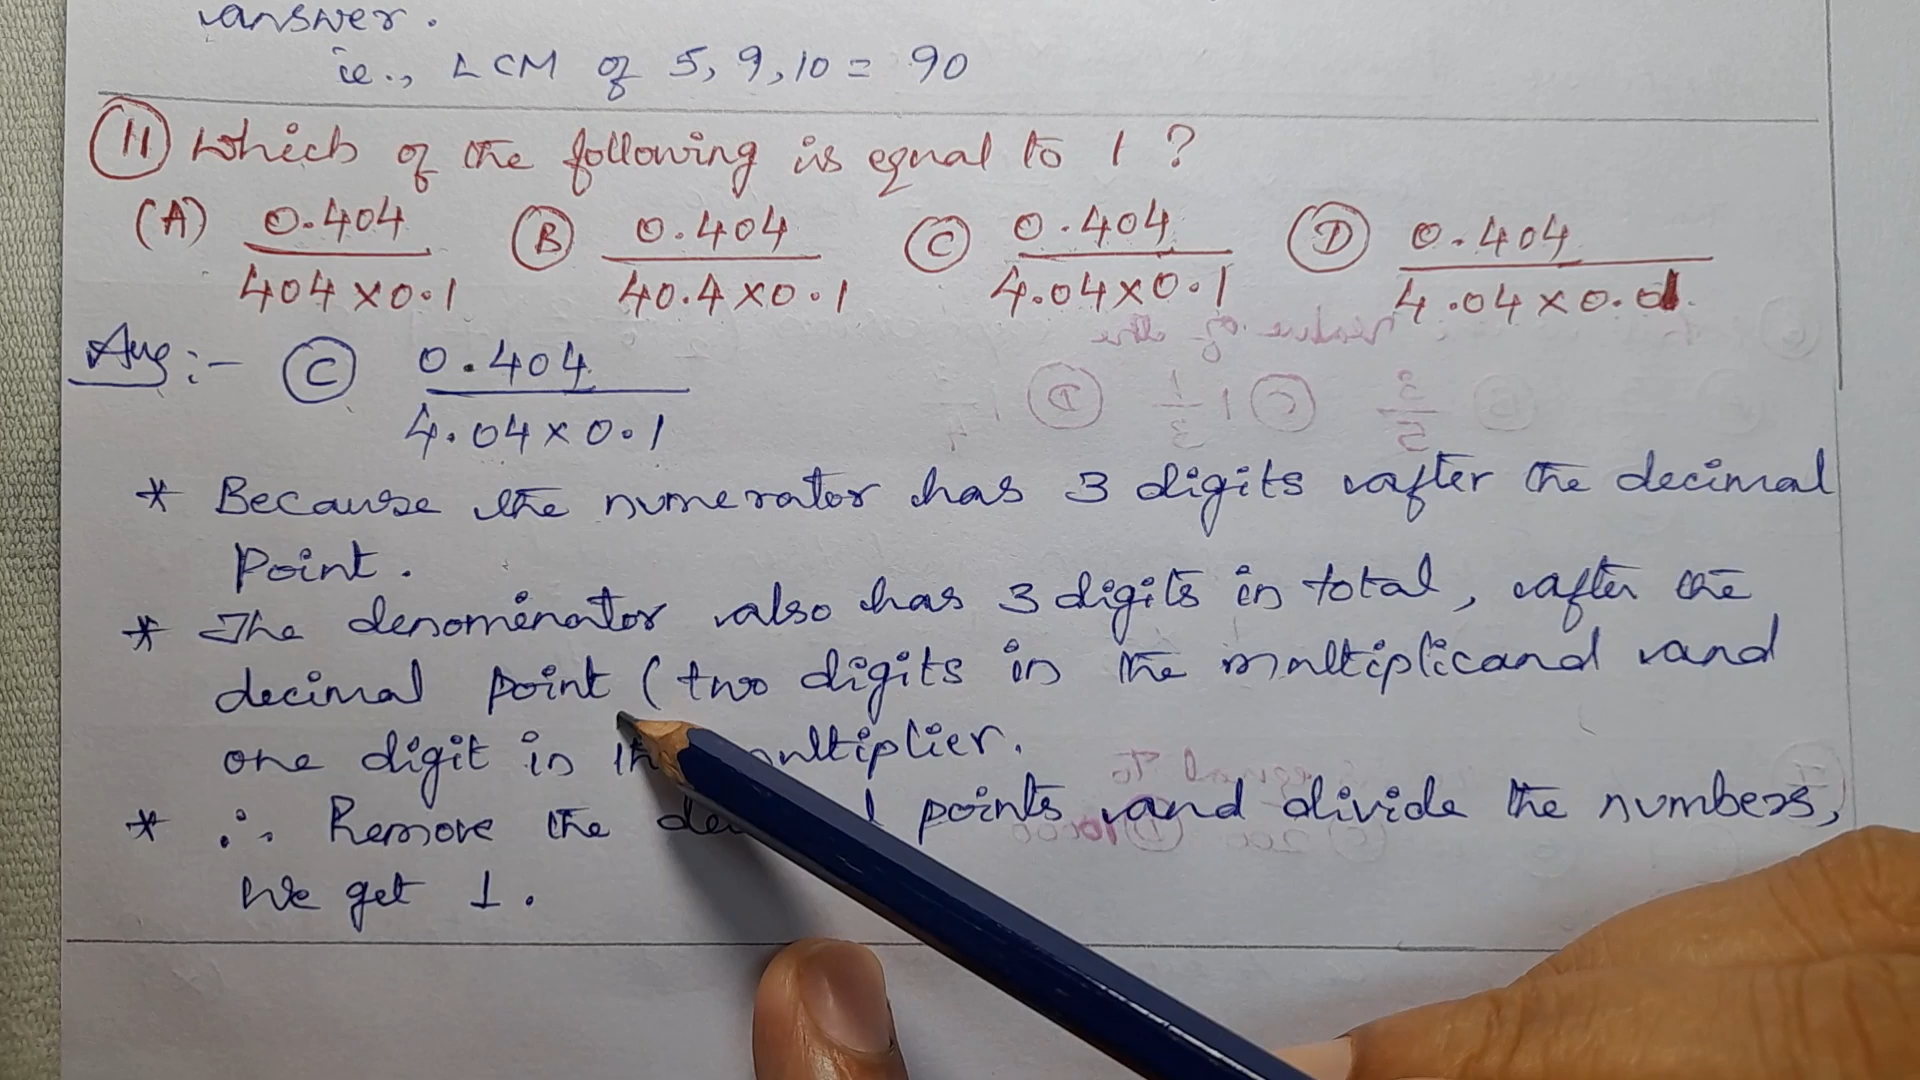 answer.
ie., LCM of 5, 9, 10 = 90
11 Which of the following is equal to 1 ?
(A) 0.404 / 404 x 0.1 B 0.404 / 40.4 x 0.1 C 0.404 / 4.04 x 0.1 D 0.404 / 4.04 x 0.01
Ans :- C 0.404 / 4.04 x 0.1
* Because the numerator has 3 digits after the decimal
Point.
* The denominator also has 3 digits in total, after the
decimal point (two digits in the multiplicand and
one digit in multiplier.
* ∴ Remove the points and divide the numbers,
We get 1.